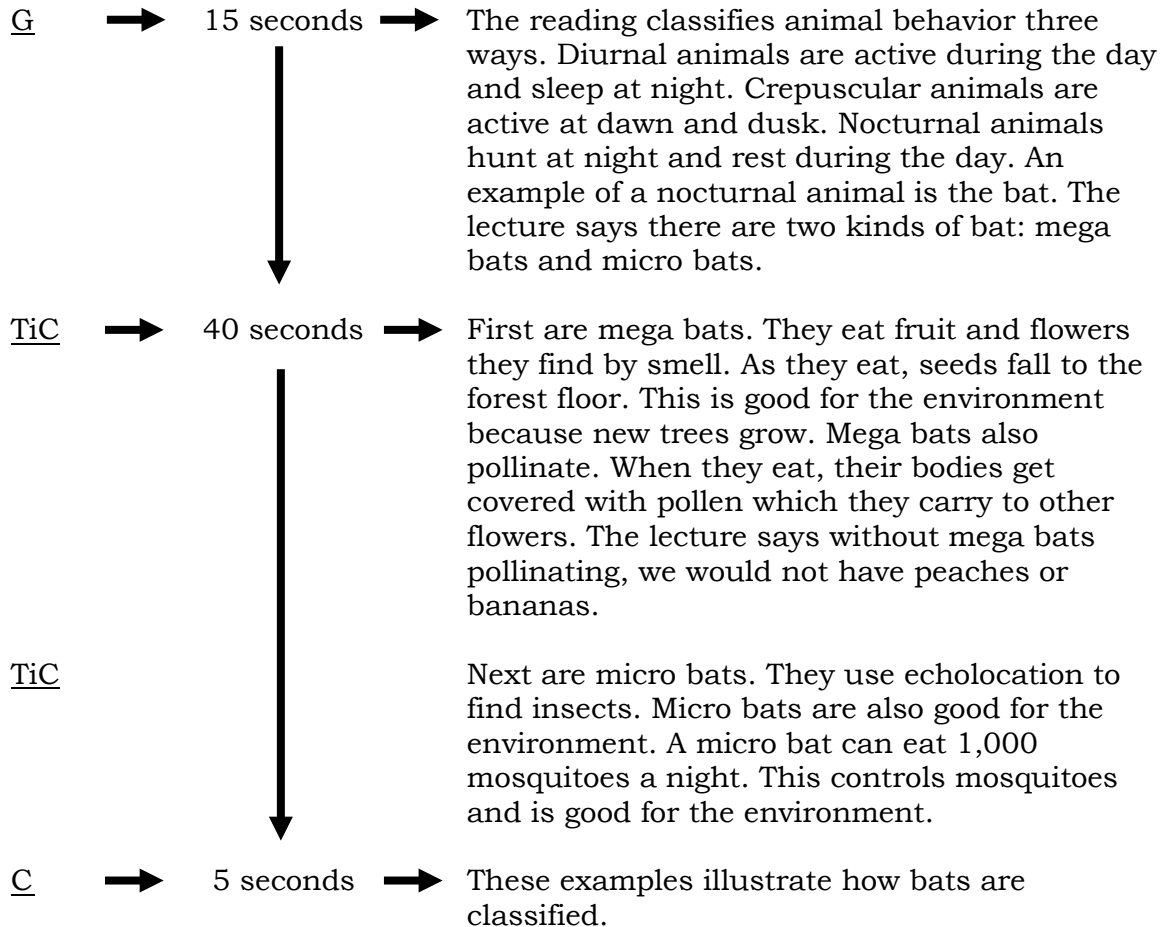 G 15 seconds The reading classifies animal behavior three
ways. Diurnal animals are active during the day
and sleep at night. Crepuscular animals are
active at dawn and dusk. Nocturnal animals
hunt at night and rest during the day. An
example of a nocturnal animal is the bat. The
lecture says there are two kinds of bat: mega
bats and micro bats.
TiC 40 seconds First are mega bats. They eat fruit and flowers
they find by smell. As they eat, seeds fall to the
forest floor. This is good for the environment
because new trees grow. Mega bats also
pollinate. When they eat, their bodies get
covered with pollen which they carry to other
flowers. The lecture says without mega bats
pollinating, we would not have peaches or
bananas.
TiC Next are micro bats. They use echolocation to
find insects. Micro bats are also good for the
environment. A micro bat can eat 1,000
mosquitoes a night. This controls mosquitoes
and is good for the environment.
C 5 seconds These examples illustrate how bats are
classified.